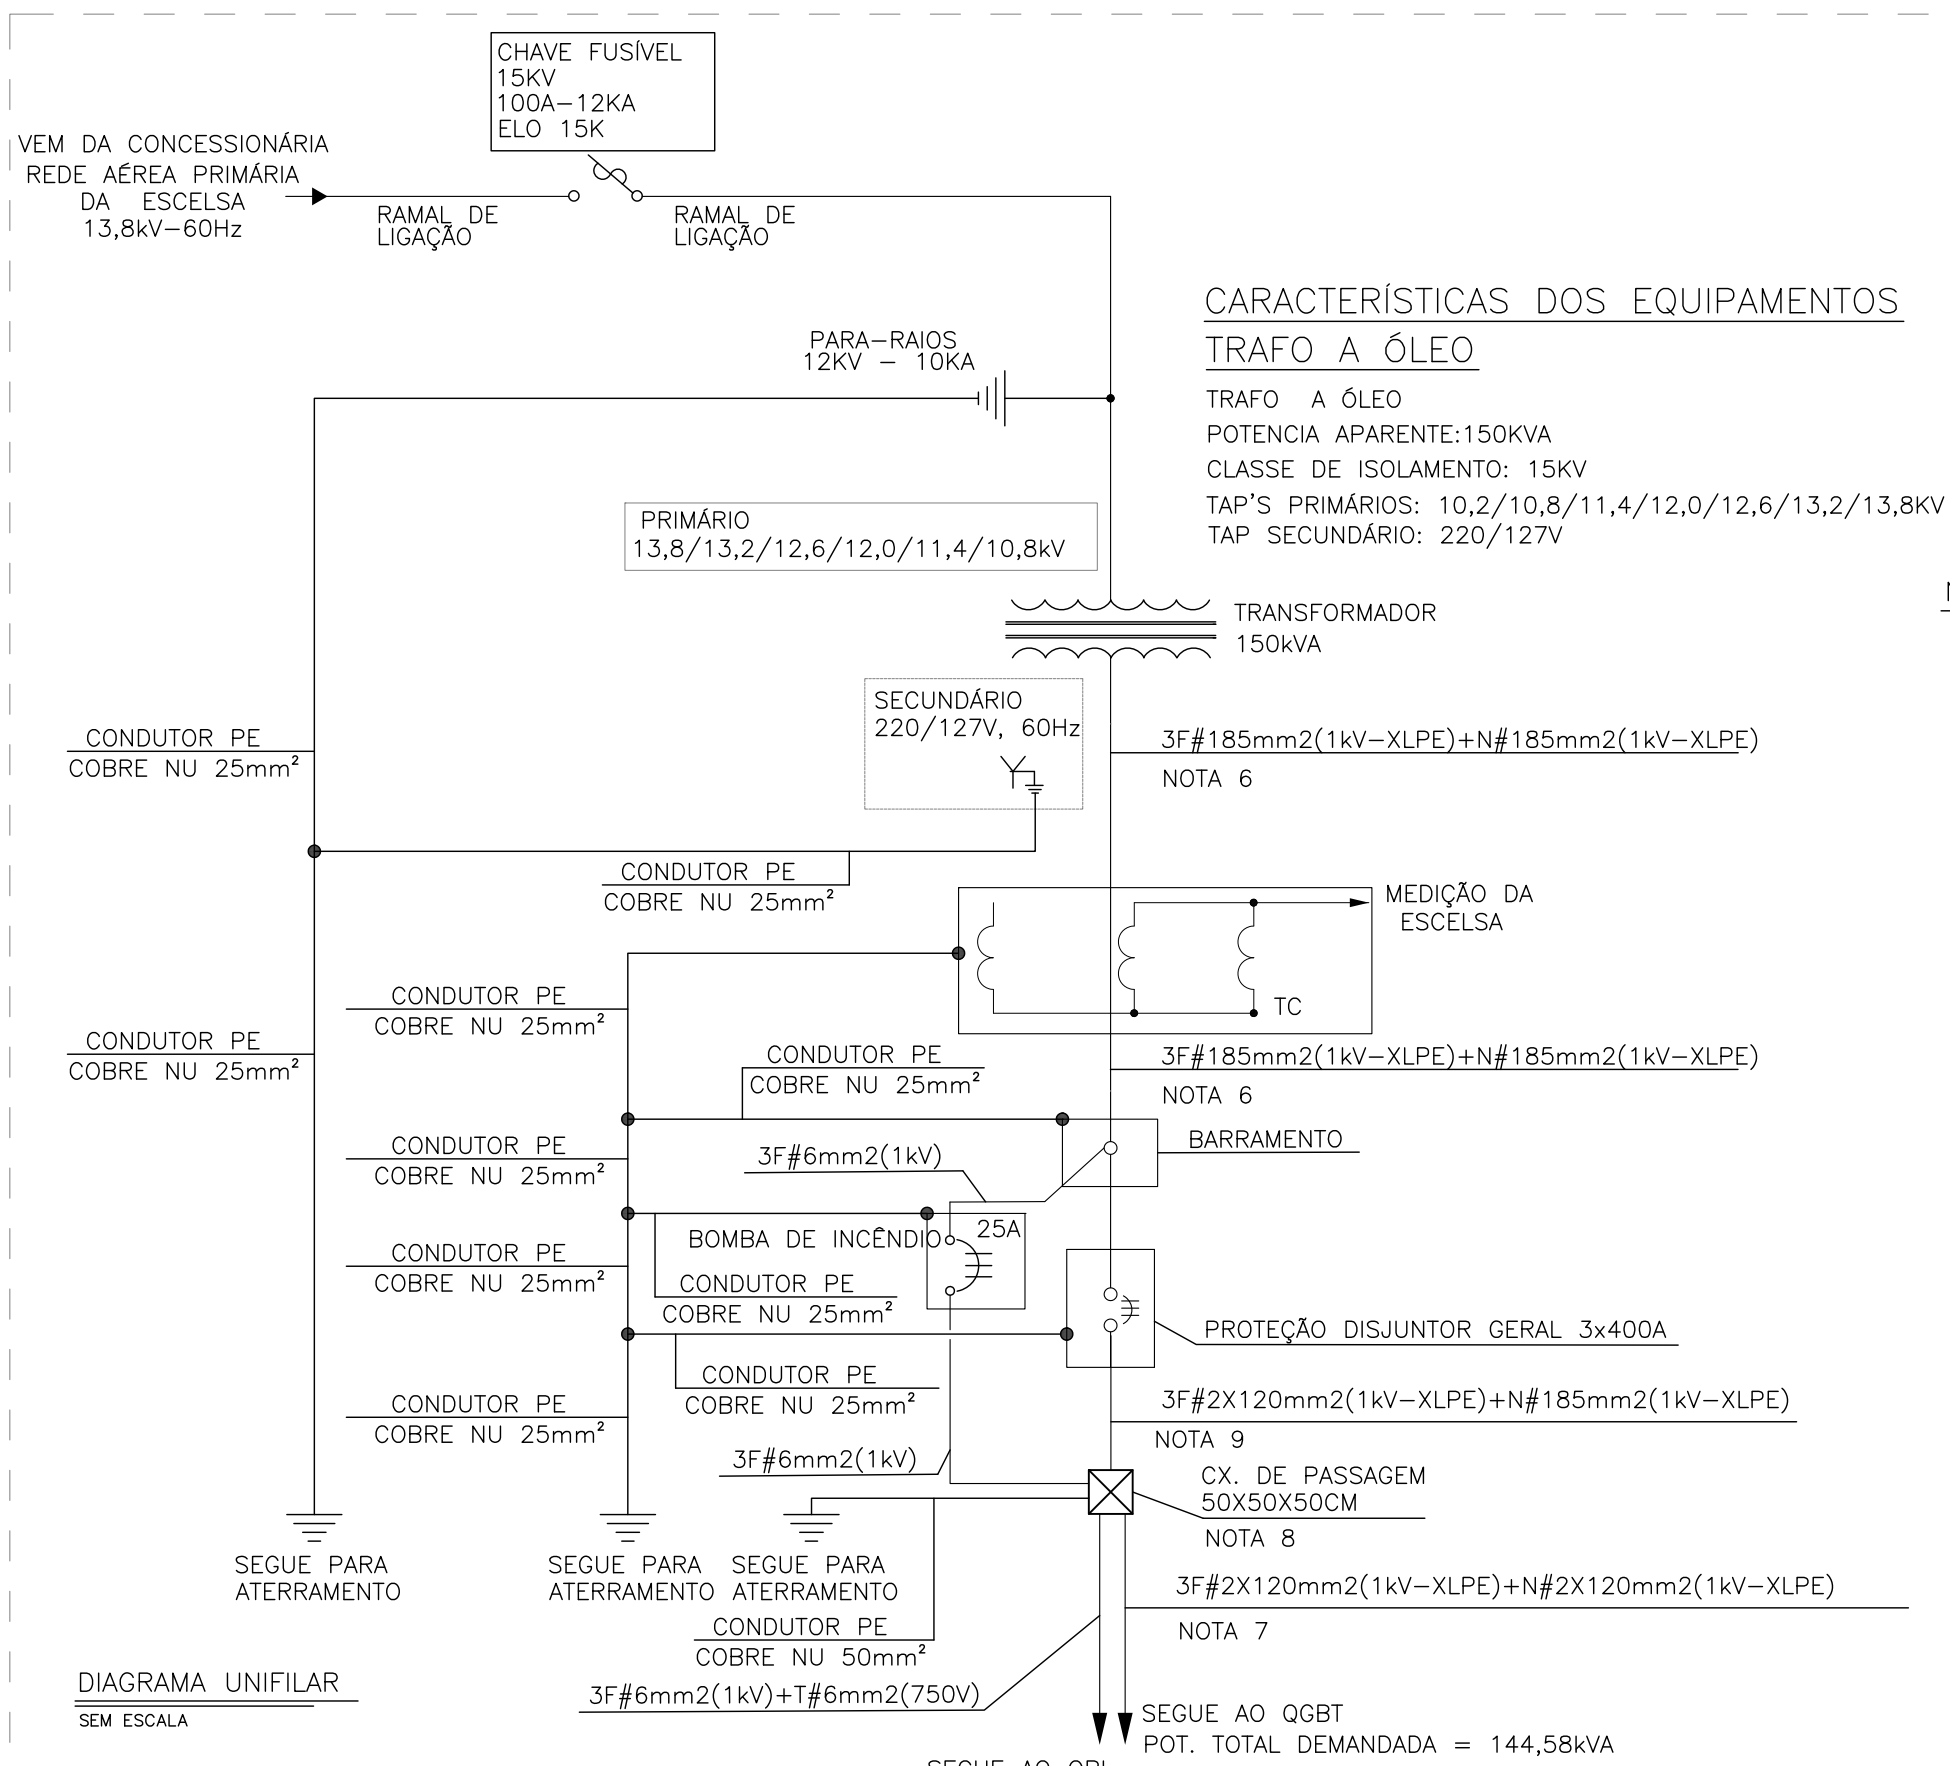 CHAVE FUSÍVEL
15KV
100A-12KA
ELO 15K
VEM DA CONCESSIONÁRIA
REDE AÉREA PRIMÁRIA
DA ESCELSA
13,8kV-60Hz
RAMAL DE
LIGAÇÃO
RAMAL DE
LIGAÇÃO
CARACTERÍSTICAS DOS EQUIPAMENTOS
TRAFO A ÓLEO
TRAFO A ÓLEO
POTENCIA APARENTE:150KVA
CLASSE DE ISOLAMENTO: 15KV
TAP'S PRIMÁRIOS: 10,2/10,8/11,4/12,0/12,6/13,2/13,8KV
TAP SECUNDÁRIO: 220/127V
PARA-RAIOS
12KV - 10KA
PRIMÁRIO
13,8/13,2/12,6/12,0/11,4/10,8kV
TRANSFORMADOR
150kVA
SECUNDÁRIO
220/127V, 60Hz
CONDUTOR PE
COBRE NU 25mm²
3F#185mm2(1kV-XLPE)+N#185mm2(1kV-XLPE)
NOTA 6
CONDUTOR PE
COBRE NU 25mm²
MEDIÇÃO DA
ESCELSA
TC
CONDUTOR PE
COBRE NU 25mm²
CONDUTOR PE
COBRE NU 25mm²
CONDUTOR PE
COBRE NU 25mm²
3F#185mm2(1kV-XLPE)+N#185mm2(1kV-XLPE)
NOTA 6
BARRAMENTO
CONDUTOR PE
COBRE NU 25mm²
3F#6mm2(1kV)
BOMBA DE INCÊNDIO
25A
CONDUTOR PE
COBRE NU 25mm²
CONDUTOR PE
COBRE NU 25mm²
PROTEÇÃO DISJUNTOR GERAL 3x400A
CONDUTOR PE
COBRE NU 25mm²
CONDUTOR PE
COBRE NU 25mm²
3F#2X120mm2(1kV-XLPE)+N#185mm2(1kV-XLPE)
NOTA 9
3F#6mm2(1kV)
CX. DE PASSAGEM
50X50X50CM
NOTA 8
SEGUE PARA
ATERRAMENTO
SEGUE PARA
ATERRAMENTO
SEGUE PARA
ATERRAMENTO
3F#2X120mm2(1kV-XLPE)+N#2X120mm2(1kV-XLPE)
NOTA 7
CONDUTOR PE
COBRE NU 50mm²
3F#6mm2(1kV)+T#6mm2(750V)
DIAGRAMA UNIFILAR
SEM ESCALA
SEGUE AO QGBT
POT. TOTAL DEMANDADA = 144,58kVA
SEGUE AO